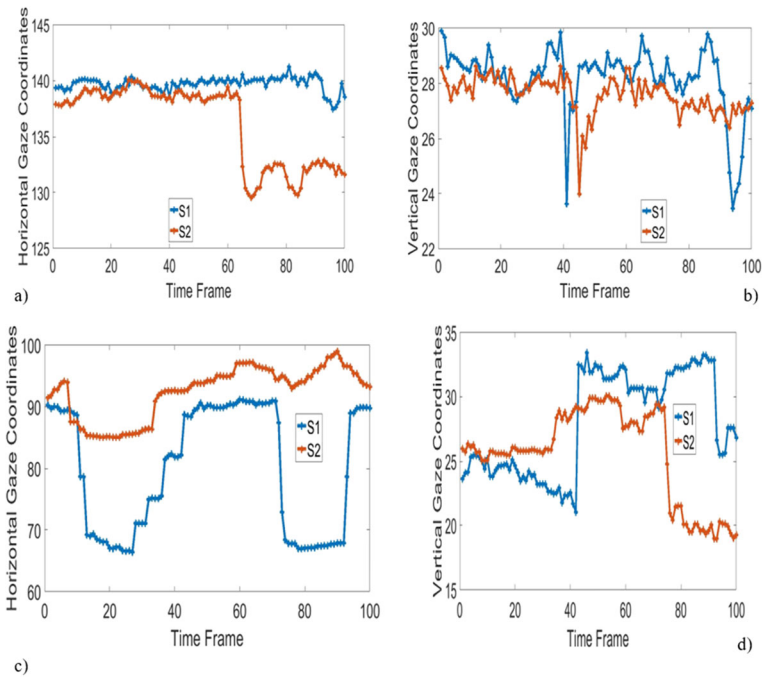 Horizontal Gaze Coordinates
145
140
135
130
125
0 20 40 60 80 100
Time Frame
S1
S2
a)
Vertical Gaze Coordinates
30
28
26
24
22
0 20 40 60 80 100
Time Frame
S1
S2
b)
Horizontal Gaze Coordinates
100
90
80
70
60
0 20 40 60 80 100
Time Frame
S1
S2
c)
Vertical Gaze Coordinates
35
30
25
20
15
0 20 40 60 80 100
Time Frame
S1
S2
d)